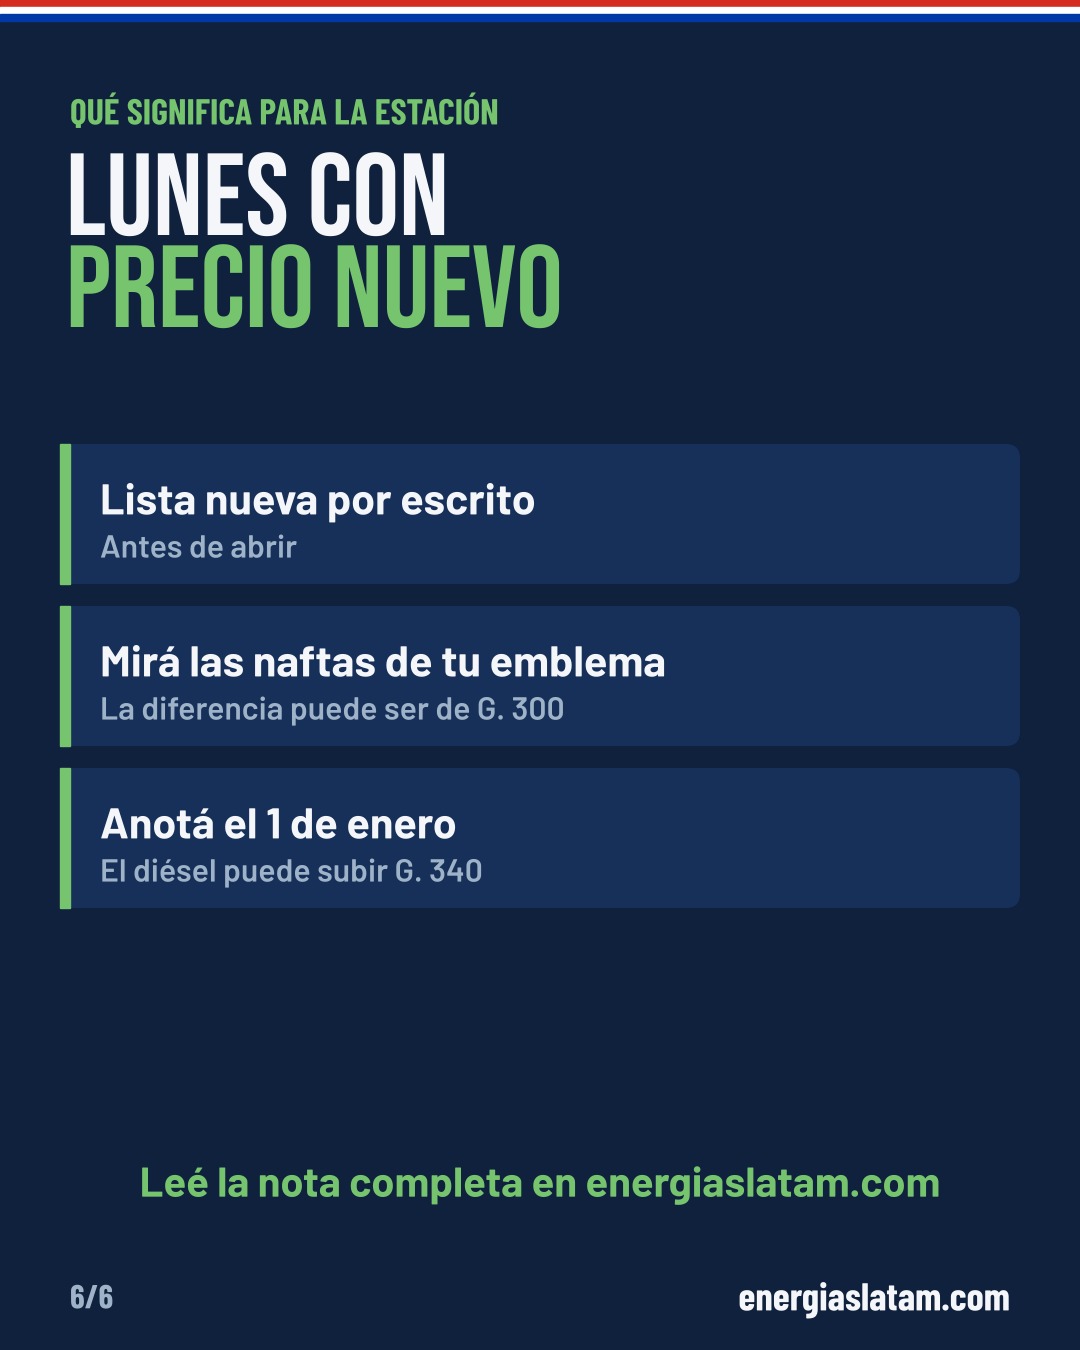 QUÉ SIGNIFICA PARA LA ESTACIÓN
LUNES CON
PRECIO NUEVO
Lista nueva por escrito
Antes de abrir
Mirá las naftas de tu emblema
La diferencia puede ser de G. 300
Anotá el 1 de enero
El diésel puede subir G. 340
Leé la nota completa en energiaslatam.com
6/6
energiaslatam.com